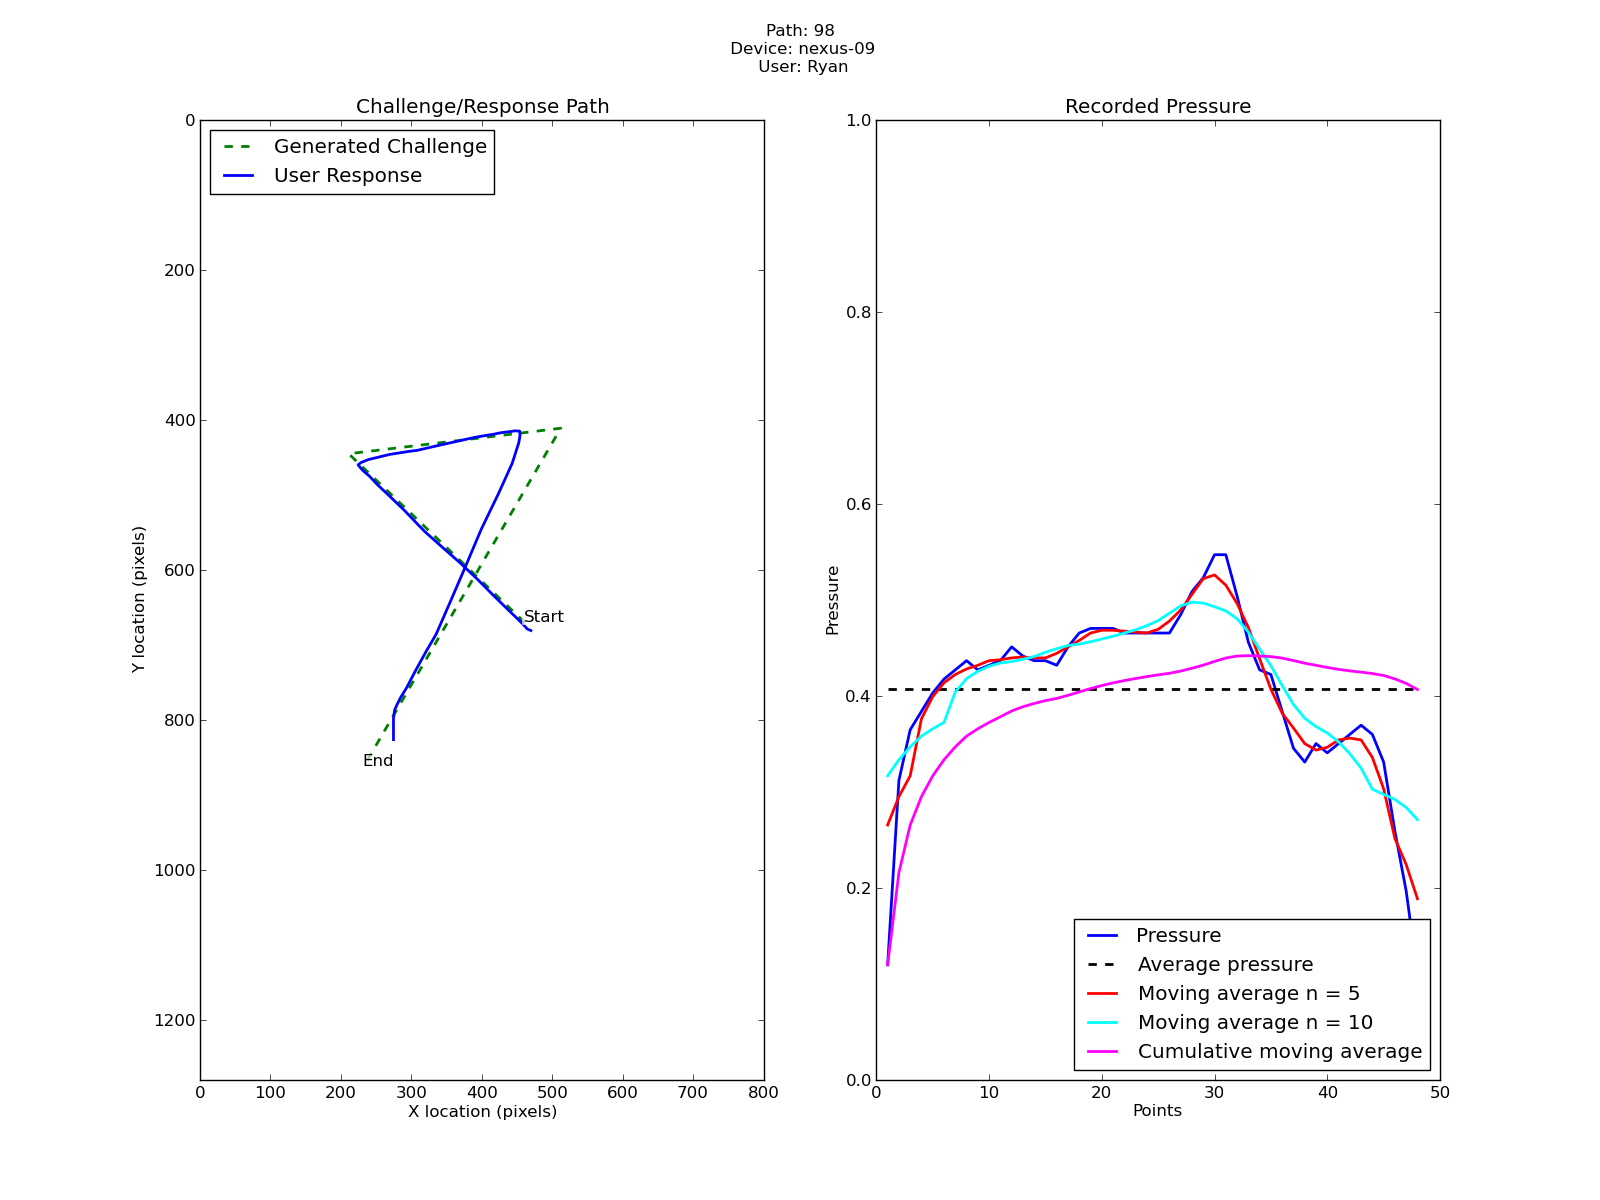 Path: 98
Device: nexus-09
User: Ryan
Challenge/Response Path
Generated Challenge
User Response
0
200
400
600
800
1000
1200
Y location (pixels)
Start
End
0 100 200 300 400 500 600 700 800
X location (pixels)
Recorded Pressure
1.0
0.8
0.6
0.4
0.2
0.0
Pressure
Pressure
Average pressure
Moving average n = 5
Moving average n = 10
Cumulative moving average
0 10 20 30 40 50
Points